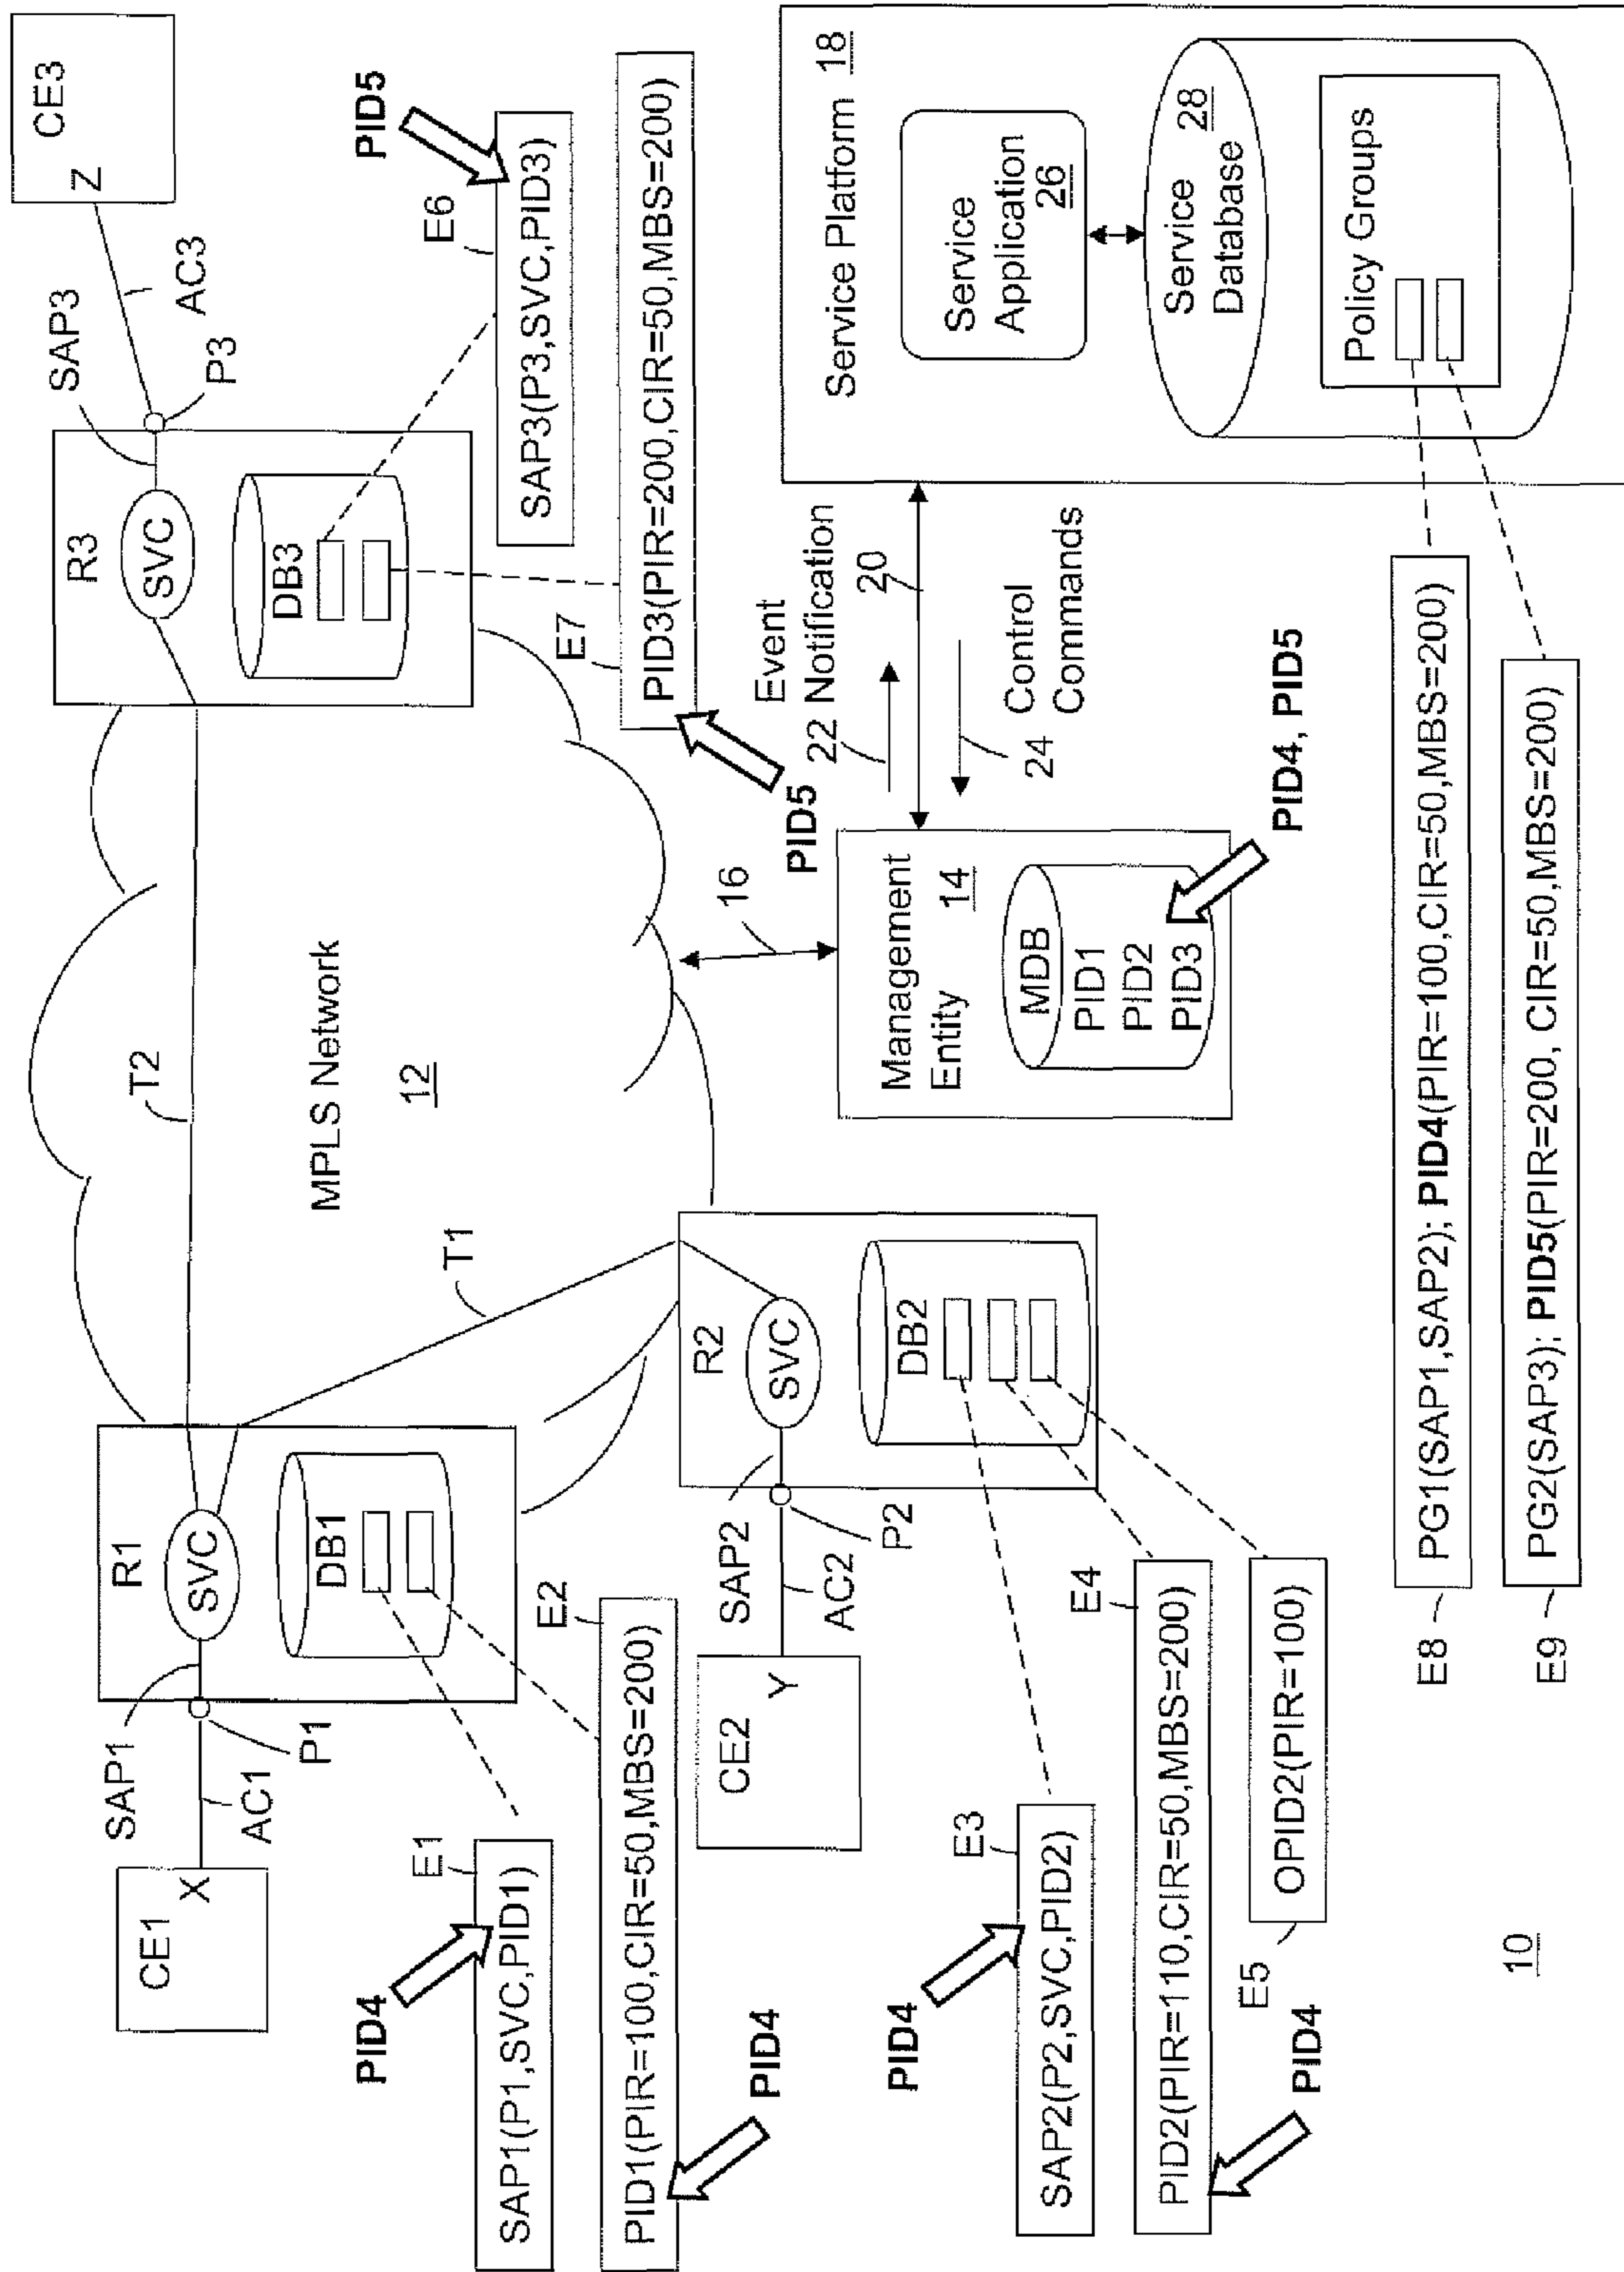 CE1
X
SAP1
AC1
P1
R1
SVC
DB1
T2
MPLS Network
12
T1
R3
SVC
DB3
SAP3
P3
AC3
CE3
Z
PID4
E1
SAP1(P1,SVC,PID1)
E2
PID1(PIR=100,CIR=50,MBS=200)
PID4
PID5
E6
SAP3(P3,SVC,PID3)
E7
PID3(PIR=200,CIR=50,MBS=200)
PID5
CE2
Y
SAP2
AC2
P2
R2
SVC
DB2
PID4
E3
SAP2(P2,SVC,PID2)
E4
PID2(PIR=110,CIR=50,MBS=200)
PID4
E5
OPID2(PIR=100)
16
Management
Entity
14
MDB
PID1
PID2
PID3
PID4, PID5
Event
Notification
22
20
24
Control
Commands
Service Platform 18
Service
Application
26
Service
Database
28
Policy Groups
E8
PG1(SAP1,SAP2); PID4(PIR=100,CIR=50,MBS=200)
E9
PG2(SAP3); PID5(PIR=200, CIR=50,MBS=200)
10